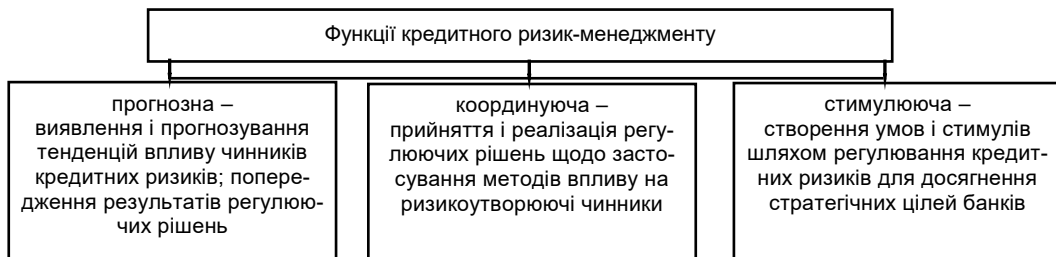 Функції кредитного ризик-менеджменту
прогнозна –
виявлення і прогнозування
тенденцій впливу чинників
кредитних ризиків; попере-
дження результатів регулюю-
чих рішень
координуюча –
прийняття і реалізація регу-
люючих рішень щодо засто-
сування методів впливу на
ризикоутворюючі чинники
стимулююча –
створення умов і стимулів
шляхом регулювання кредит-
них ризиків для досягнення
стратегічних цілей банків